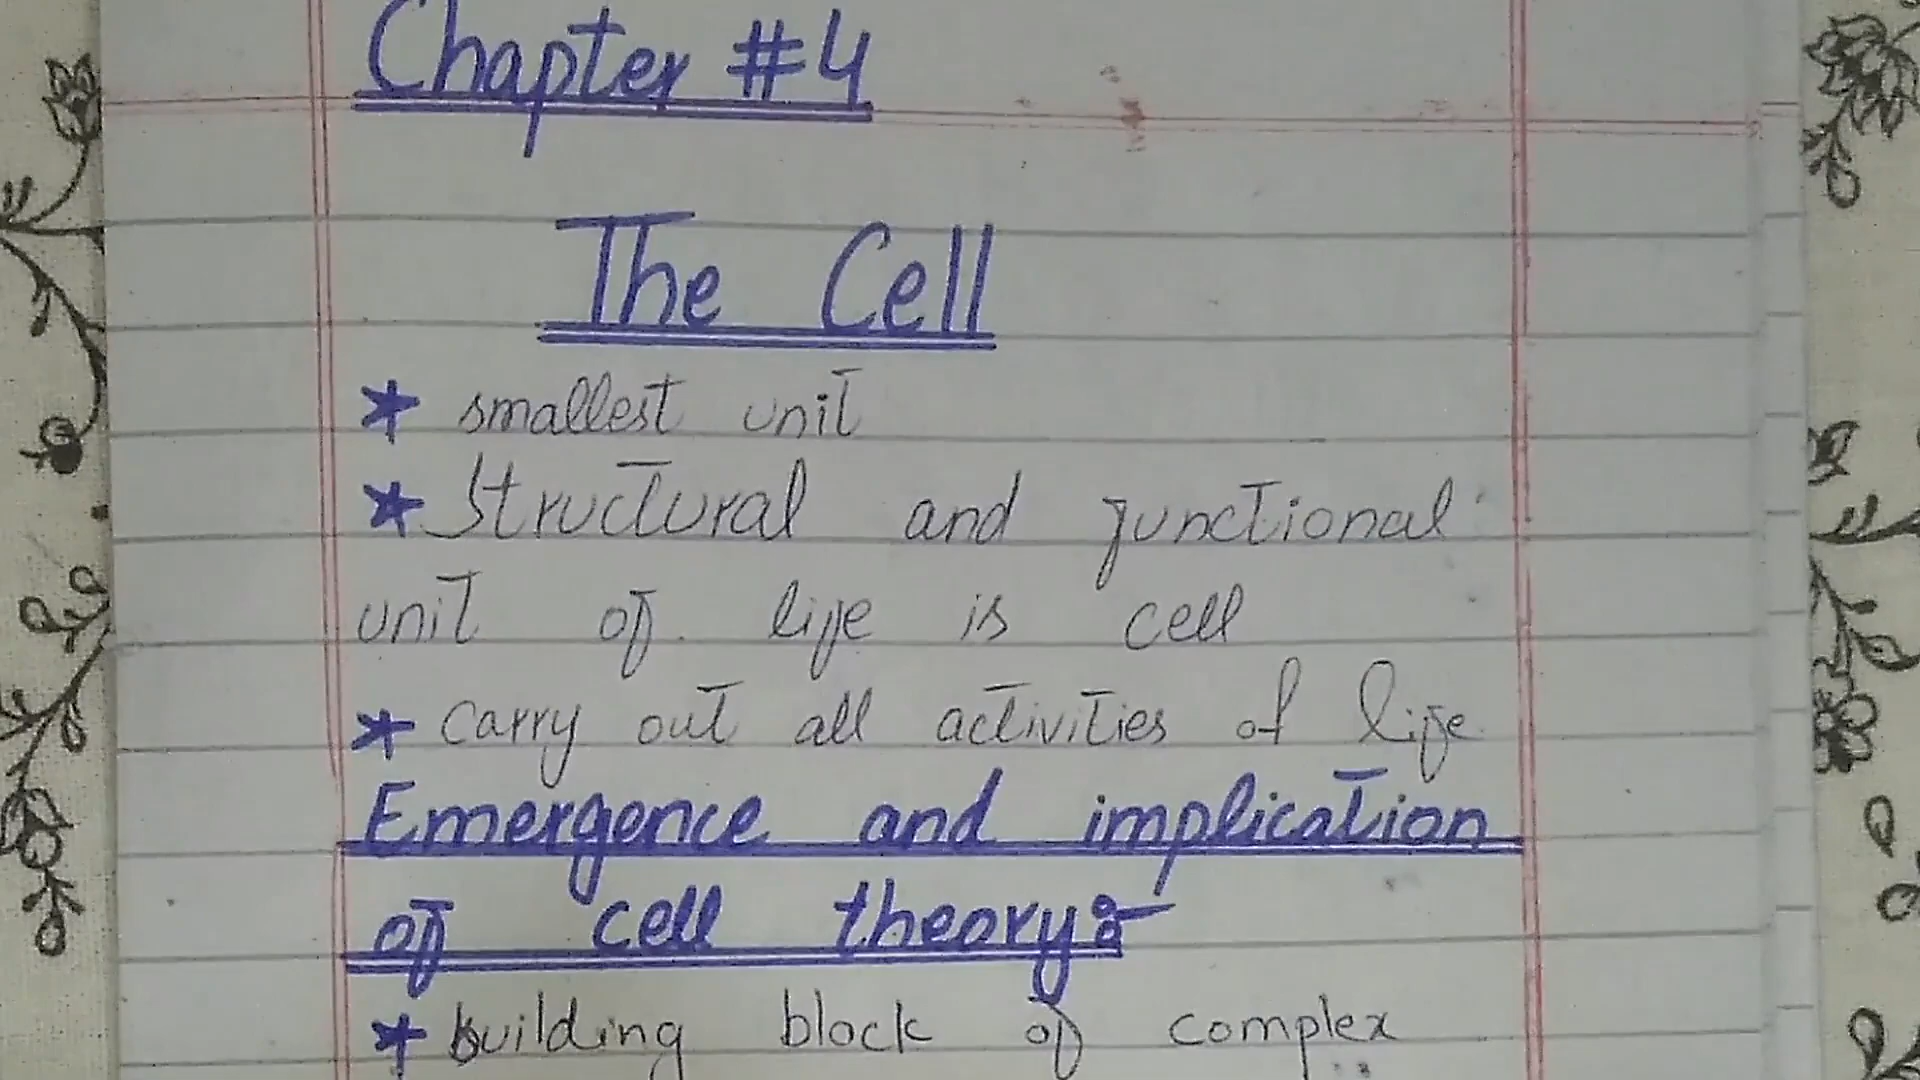 Chapter #4
The Cell
* smallest unit
* Structural and functional
unit of life is cell
* carry out all activities of life
Emergence and implication
of cell theory:-
* building block of complex